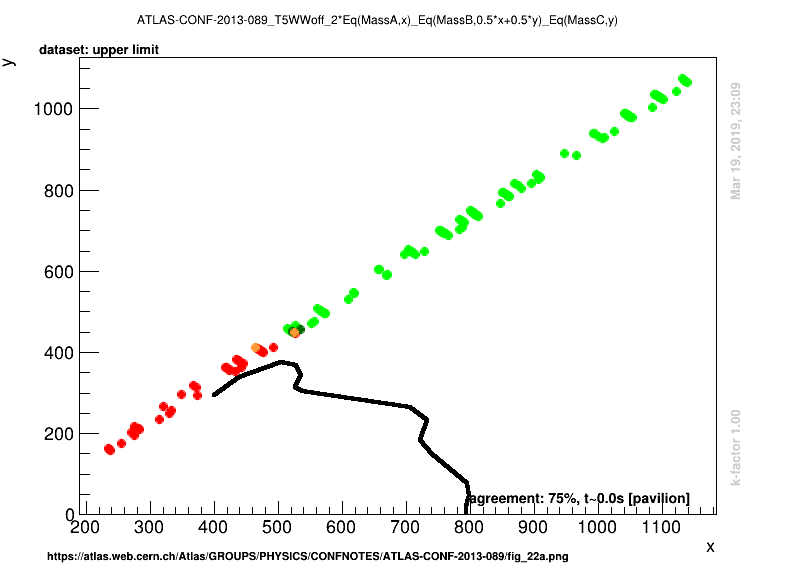 ATLAS-CONF-2013-089_T5WWoff_2*Eq(MassA,x)_Eq(MassB,0.5*x+0.5*y)_Eq(MassC,y)
dataset: upper limit
y
1000
800
600
400
200
0
200 300 400 500 600 700 800 900 1000 1100
x
agreement: 75%, t~0.0s [pavilion]
https://atlas.web.cern.ch/Atlas/GROUPS/PHYSICS/CONFNOTES/ATLAS-CONF-2013-089/fig_22a.png
Mar 19, 2019, 23:09
k-factor 1.00